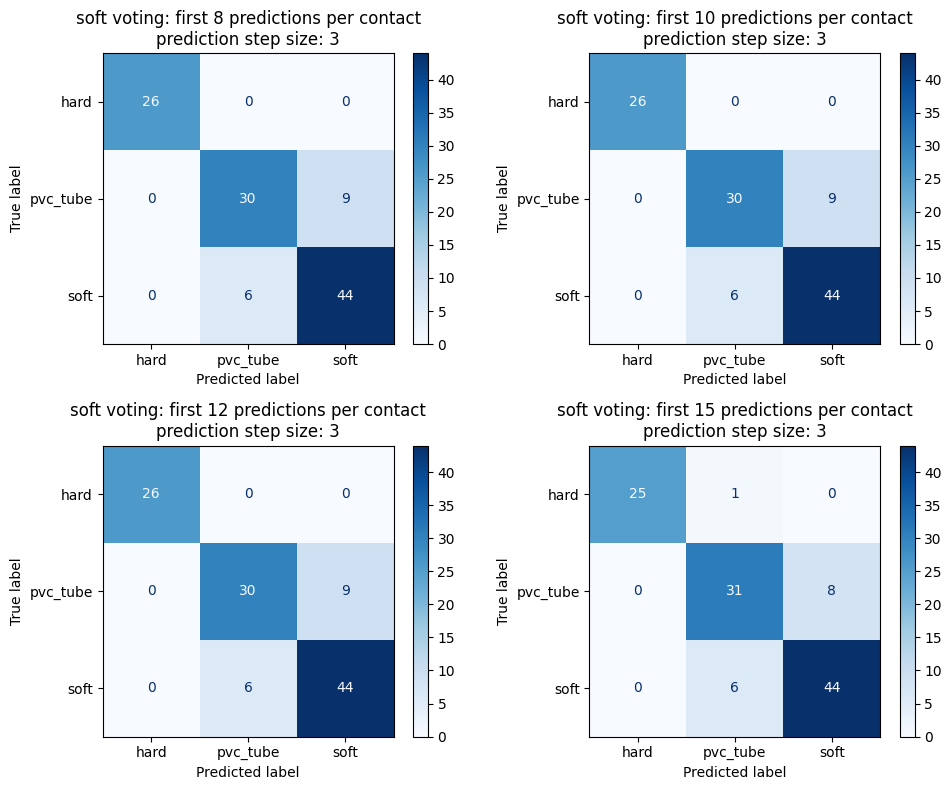 soft voting: first 8 predictions per contact
prediction step size: 3
hard
pvc_tube
soft
True label
26 0 0
0 30 9
0 6 44
hard pvc_tube soft
Predicted label
40
35
30
25
20
15
10
5
0
soft voting: first 10 predictions per contact
prediction step size: 3
hard
pvc_tube
soft
True label
26 0 0
0 30 9
0 6 44
hard pvc_tube soft
Predicted label
40
35
30
25
20
15
10
5
0
soft voting: first 12 predictions per contact
prediction step size: 3
hard
pvc_tube
soft
True label
26 0 0
0 30 9
0 6 44
hard pvc_tube soft
Predicted label
40
35
30
25
20
15
10
5
0
soft voting: first 15 predictions per contact
prediction step size: 3
hard
pvc_tube
soft
True label
25 1 0
0 31 8
0 6 44
hard pvc_tube soft
Predicted label
40
35
30
25
20
15
10
5
0